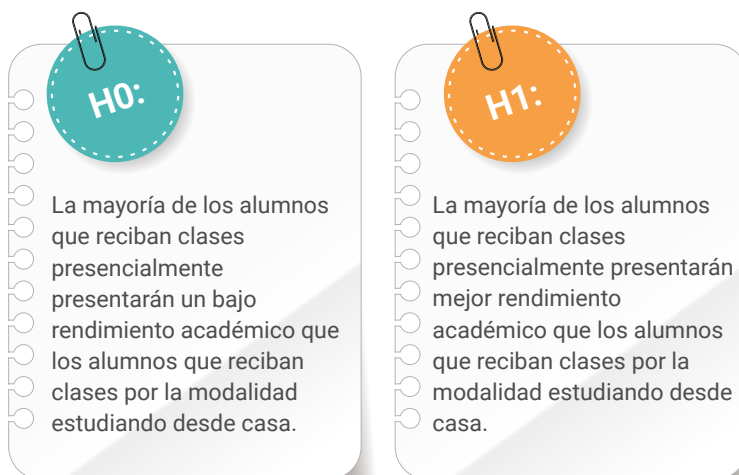 H0:
La mayoría de los alumnos
que reciban clases
presencialmente
presentarán un bajo
rendimiento académico que
los alumnos que reciban
clases por la modalidad
estudiando desde casa.
H1:
La mayoría de los alumnos
que reciban clases
presencialmente presentarán
mejor rendimiento
académico que los alumnos
que reciban clases por la
modalidad estudiando desde
casa.